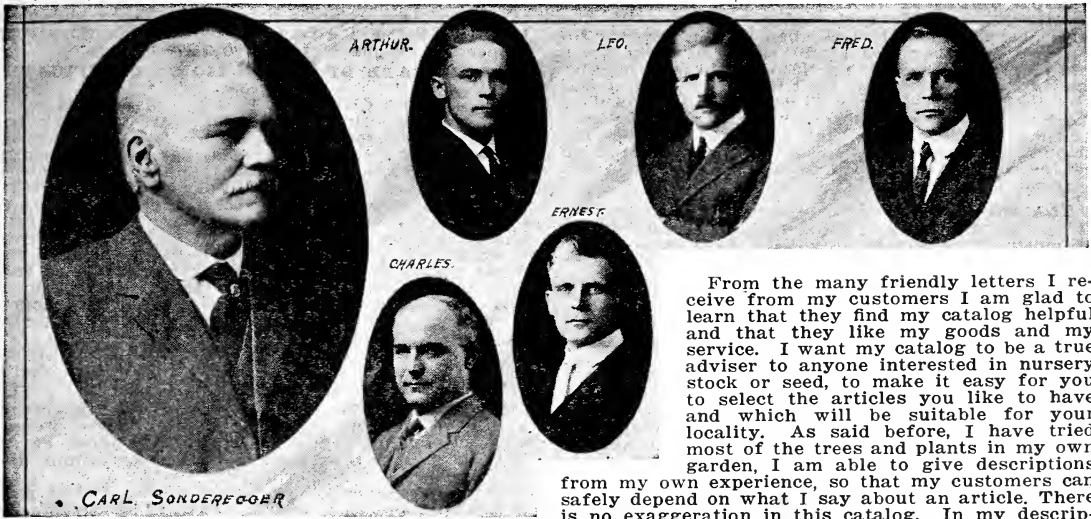 ARTHUR.
LEO.
FRED.
ERNEST.
CHARLES.
• CARL SONDEREGGER
From the many friendly letters I re-
ceive from my customers I am glad to
learn that they find my catalog helpful
and that they like my goods and my
service. I want my catalog to be a true
adviser to anyone interested in nursery
stock or seed, to make it easy for you
to select the articles you like to have
and which will be suitable for your
locality. As said before, I have tried
most of the trees and plants in my own
garden, I am able to give descriptions
from my own experience, so that my customers can
safely depend on what I say about an article. There
is no exaggeration in this catalog. In my descrip-